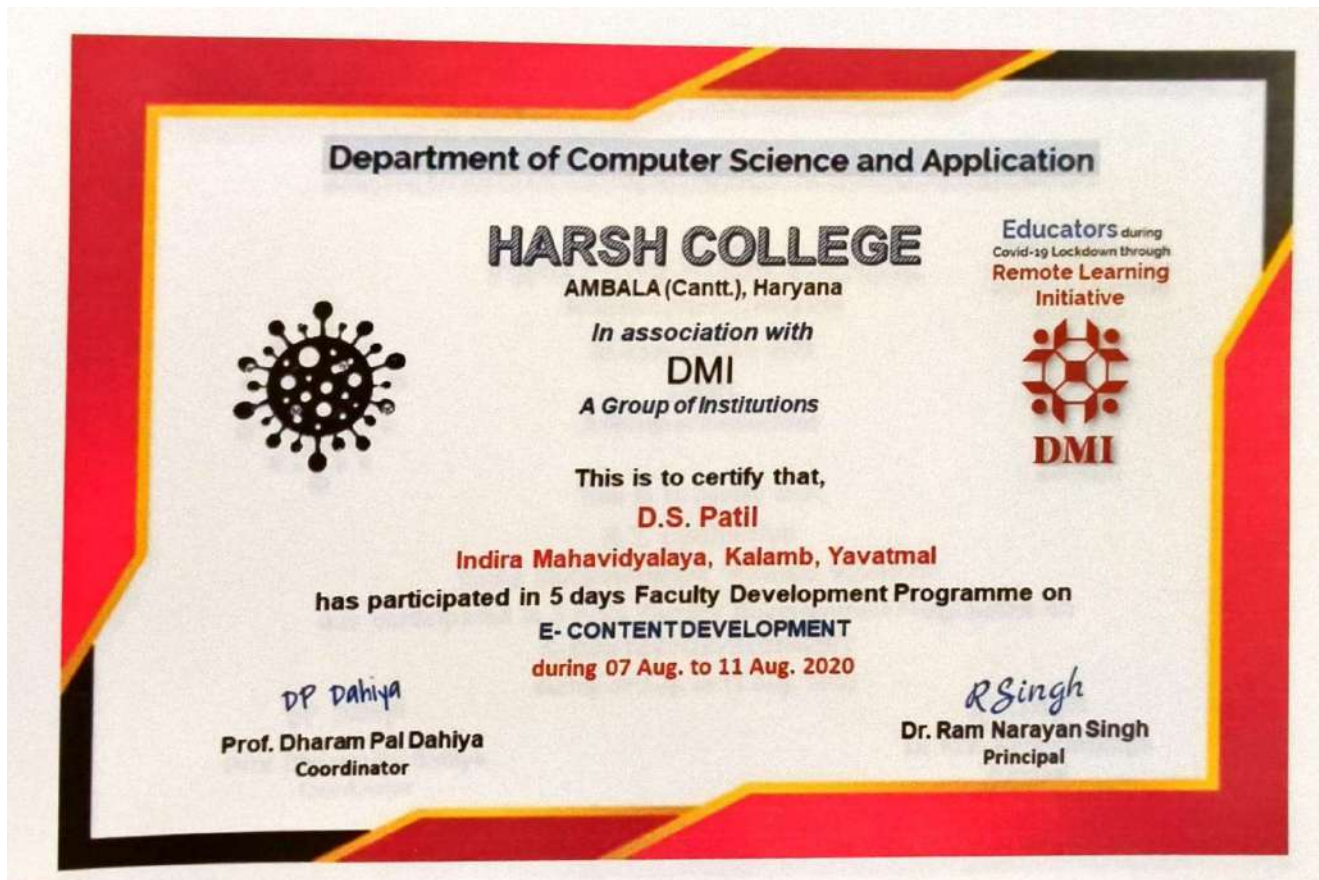 Department of Computer Science and Application
HARSH COLLEGE
AMBALA (Cantt.), Haryana
In association with
DMI
A Group of Institutions
Educators during
Covid-19 Lockdown through
Remote Learning
Initiative
DMI
This is to certify that,
D.S. Patil
Indira Mahavidyalaya, Kalamb, Yavatmal
has participated in 5 days Faculty Development Programme on
E- CONTENT DEVELOPMENT
during 07 Aug. to 11 Aug. 2020
DP Dahiya
Prof. Dharam Pal Dahiya
Coordinator
RSingh
Dr. Ram Narayan Singh
Principal